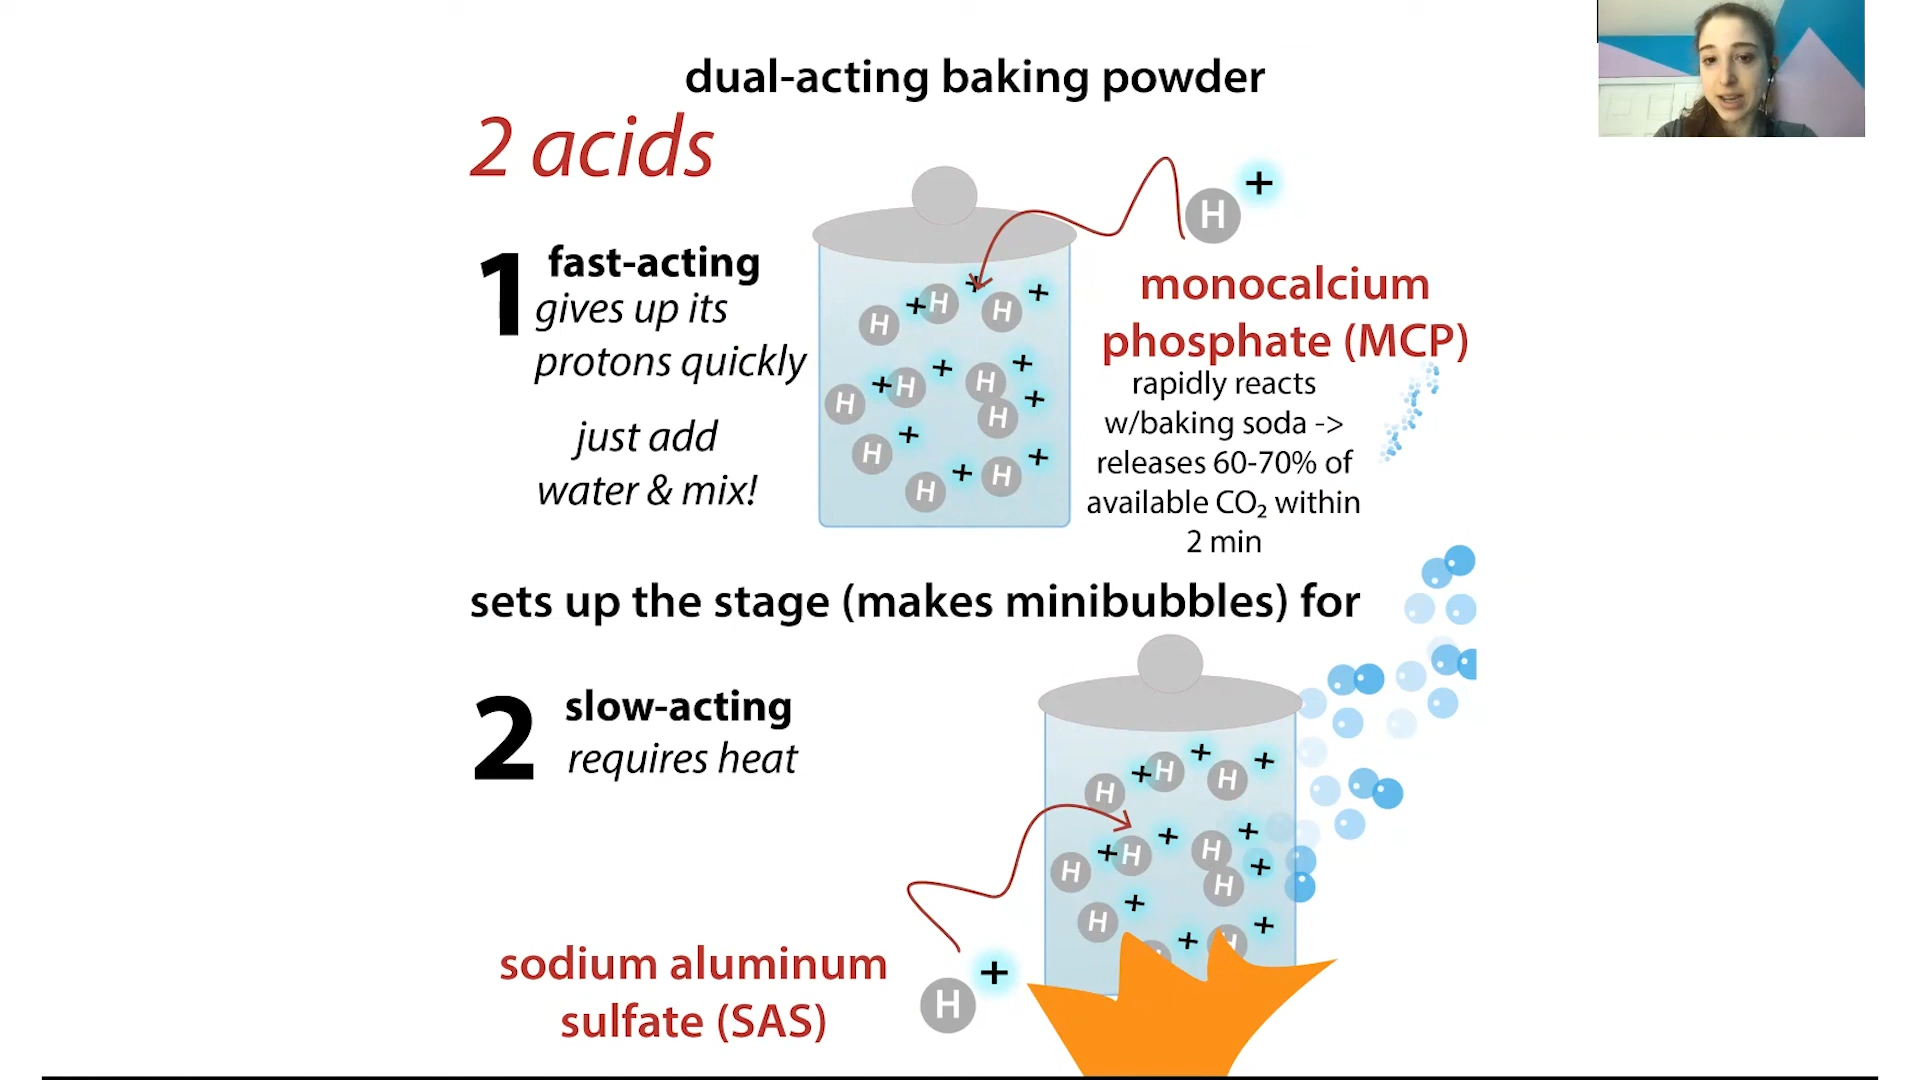 dual-acting baking powder
2 acids
1 fast-acting
gives up its
protons quickly
just add
water & mix!
H +
monocalcium
phosphate (MCP)
rapidly reacts
w/baking soda ->
releases 60-70% of
available CO₂ within
2 min
+ + +
H H H
+ + +
H H H
+ H
H + +
H + H
sets up the stage (makes minibubbles) for
2 slow-acting
requires heat
+ + +
H H H
+ + +
H H H
+ H
H + +
+ H
sodium aluminum
sulfate (SAS)
H +